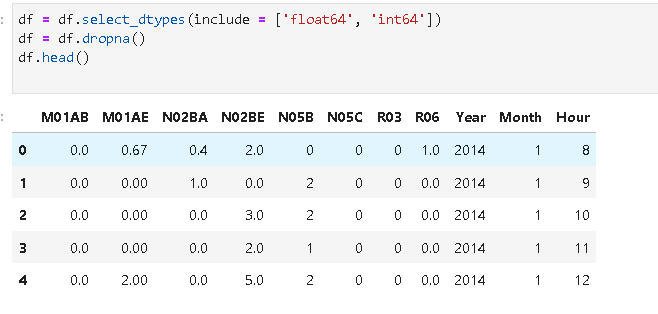 df = df.select_dtypes(include = ['float64', 'int64'])
df = df.dropna()
df.head()
M01AB M01AE N02BA N02BE N05B N05C R03 R06 Year Month Hour
0 0.0 0.67 0.4 2.0 0 0 0 1.0 2014 1 8
1 0.0 0.00 1.0 0.0 2 0 0 0.0 2014 1 9
2 0.0 0.00 0.0 3.0 2 0 0 0.0 2014 1 10
3 0.0 0.00 0.0 2.0 1 0 0 0.0 2014 1 11
4 0.0 2.00 0.0 5.0 2 0 0 0.0 2014 1 12